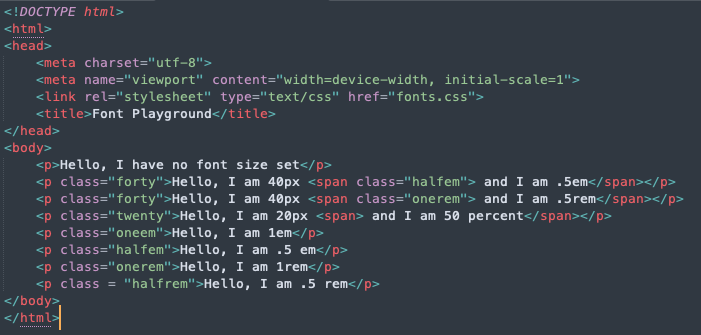 <!DOCTYPE html>
<html>
<head>
    <meta charset="utf-8">
    <meta name="viewport" content="width=device-width, initial-scale=1">
    <link rel="stylesheet" type="text/css" href="fonts.css">
    <title>Font Playground</title>
</head>
<body>
    <p>Hello, I have no font size set</p>
    <p class="forty">Hello, I am 40px <span class="halfem"> and I am .5em</span></p>
    <p class="forty">Hello, I am 40px <span class="onerem"> and I am .5rem</span></p>
    <p class="twenty">Hello, I am 20px <span> and I am 50 percent</span></p>
    <p class="oneem">Hello, I am 1em</p>
    <p class="halfem">Hello, I am .5 em</p>
    <p class="onerem">Hello, I am 1rem</p>
    <p class = "halfrem">Hello, I am .5 rem</p>
</body>
</html>